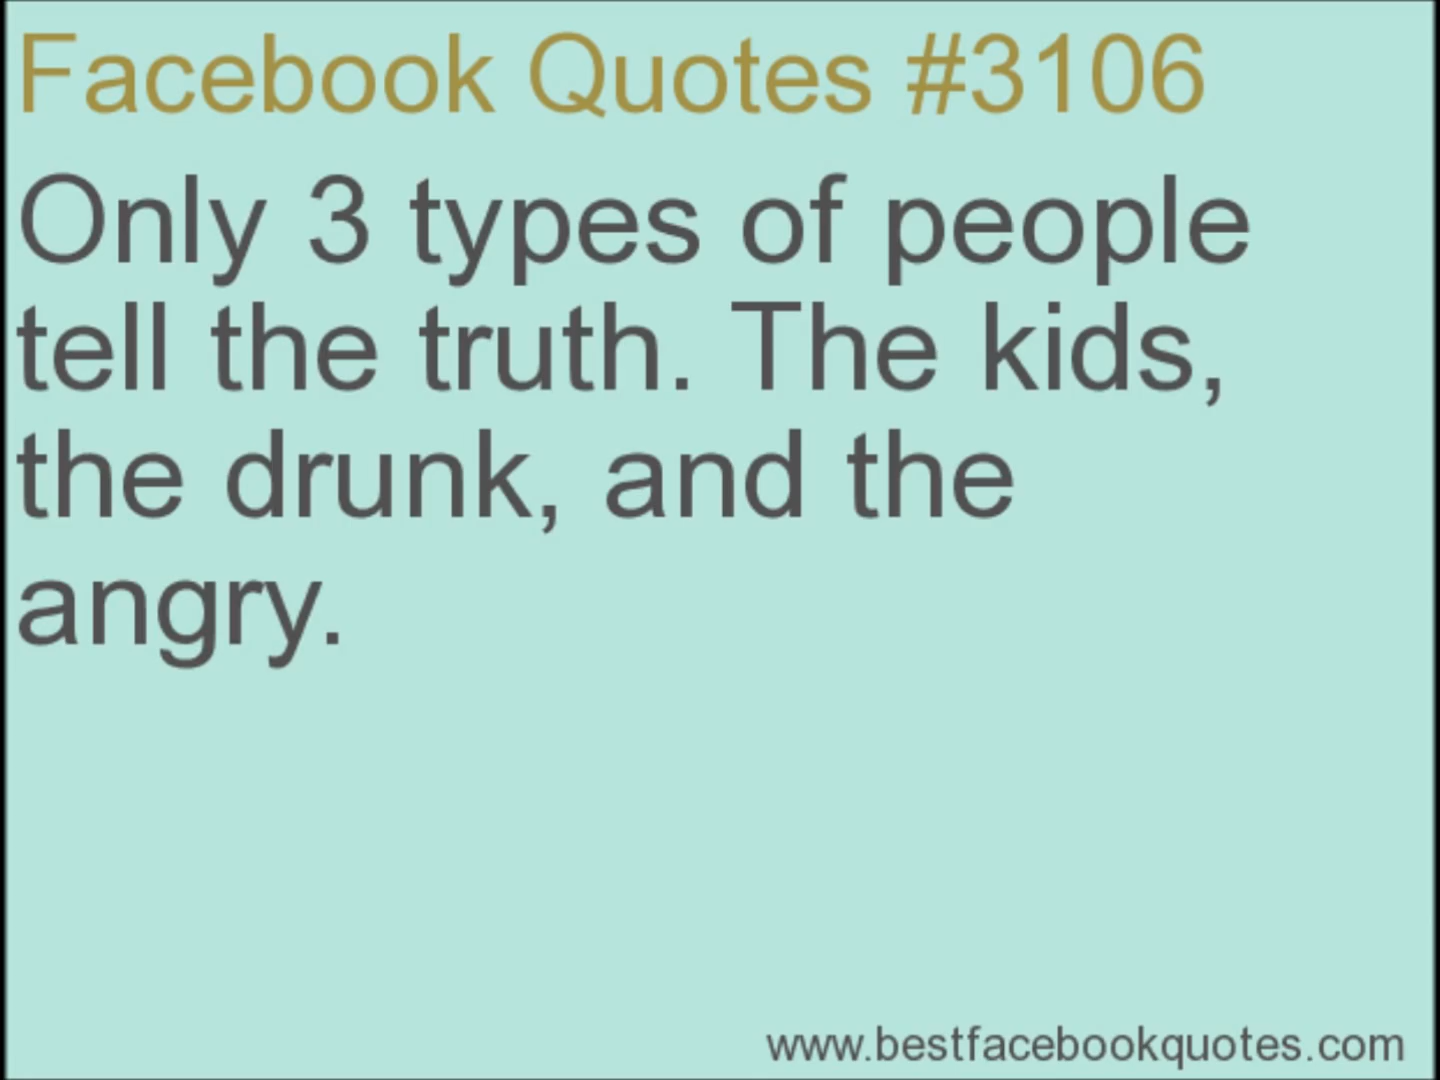 Facebook Quotes #3106
Only 3 types of people
tell the truth. The kids,
the drunk, and the
angry.
www.bestfacebookquotes.com